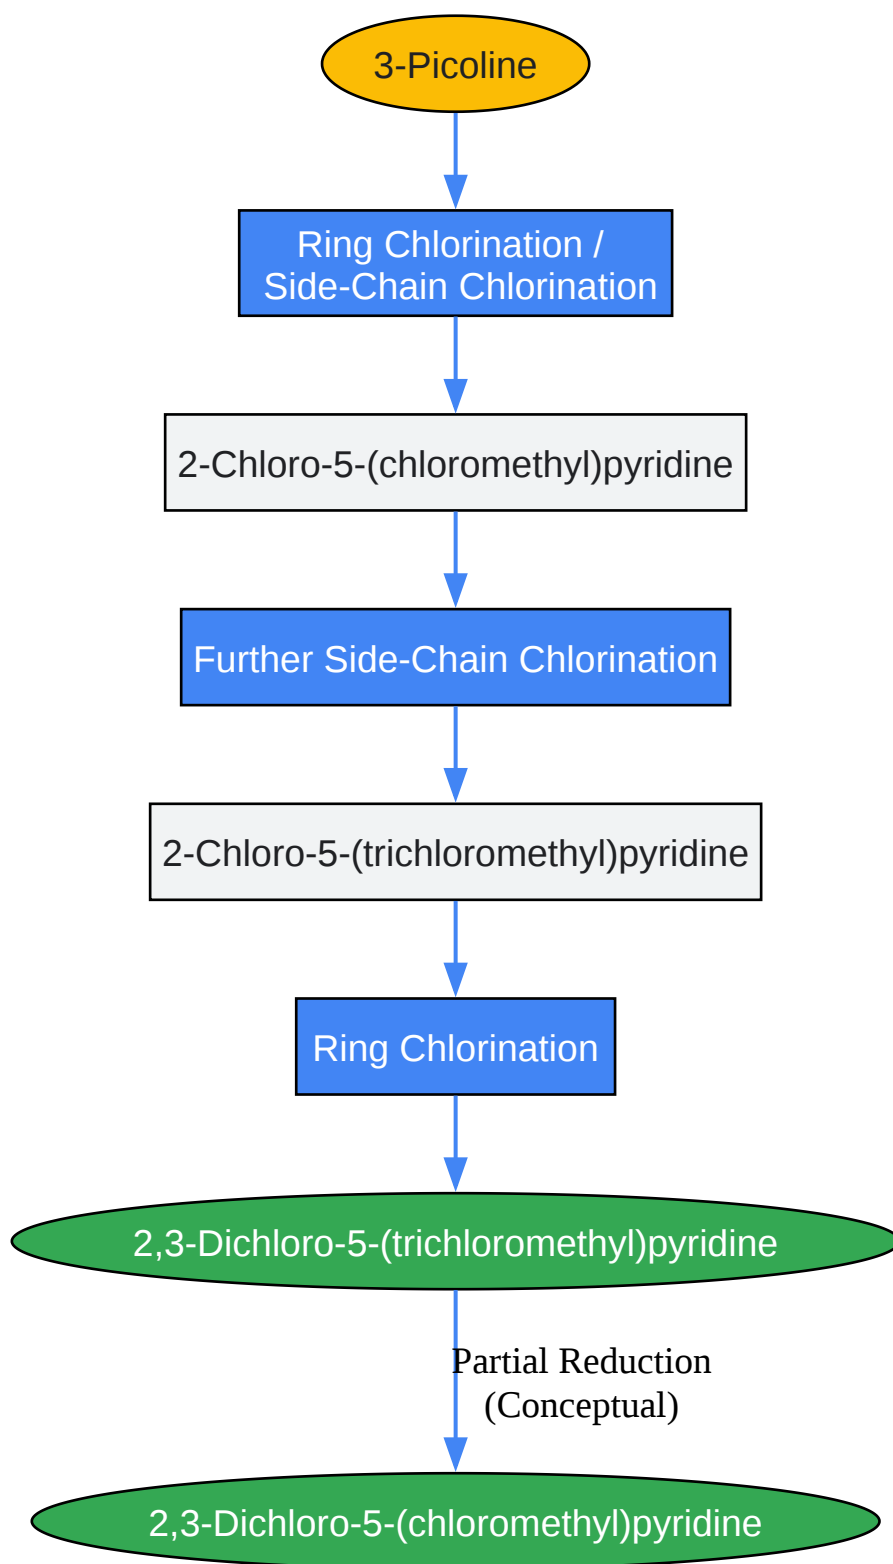 3-Picoline
Ring Chlorination /
Side-Chain Chlorination
2-Chloro-5-(chloromethyl)pyridine
Further Side-Chain Chlorination
2-Chloro-5-(trichloromethyl)pyridine
Ring Chlorination
2,3-Dichloro-5-(trichloromethyl)pyridine
Partial Reduction
(Conceptual)
2,3-Dichloro-5-(chloromethyl)pyridine